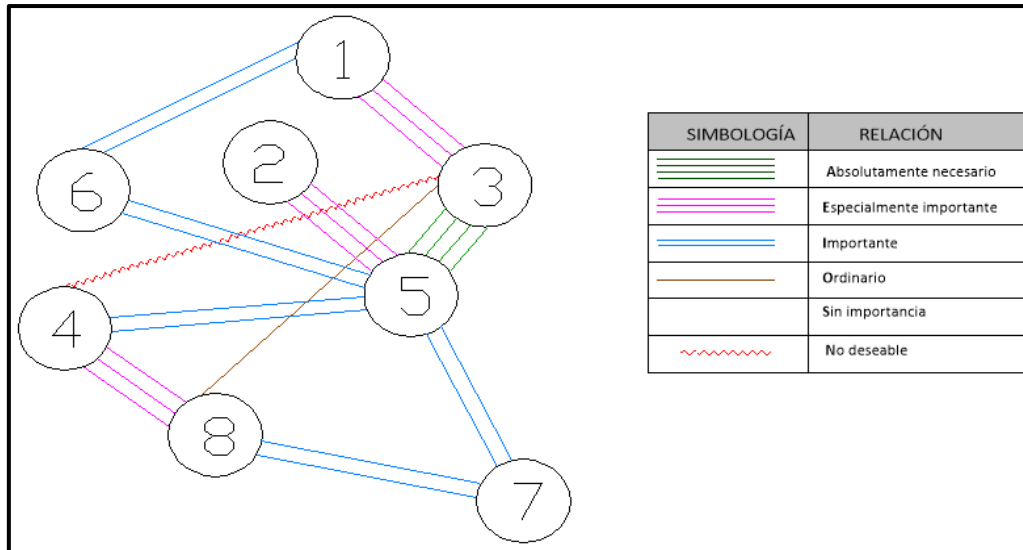 1
2
3
6
5
4
8
7
SIMBOLOGÍA RELACIÓN
Absolutamente necesario
Especialmente importante
Importante
Ordinario
Sin importancia
No deseable